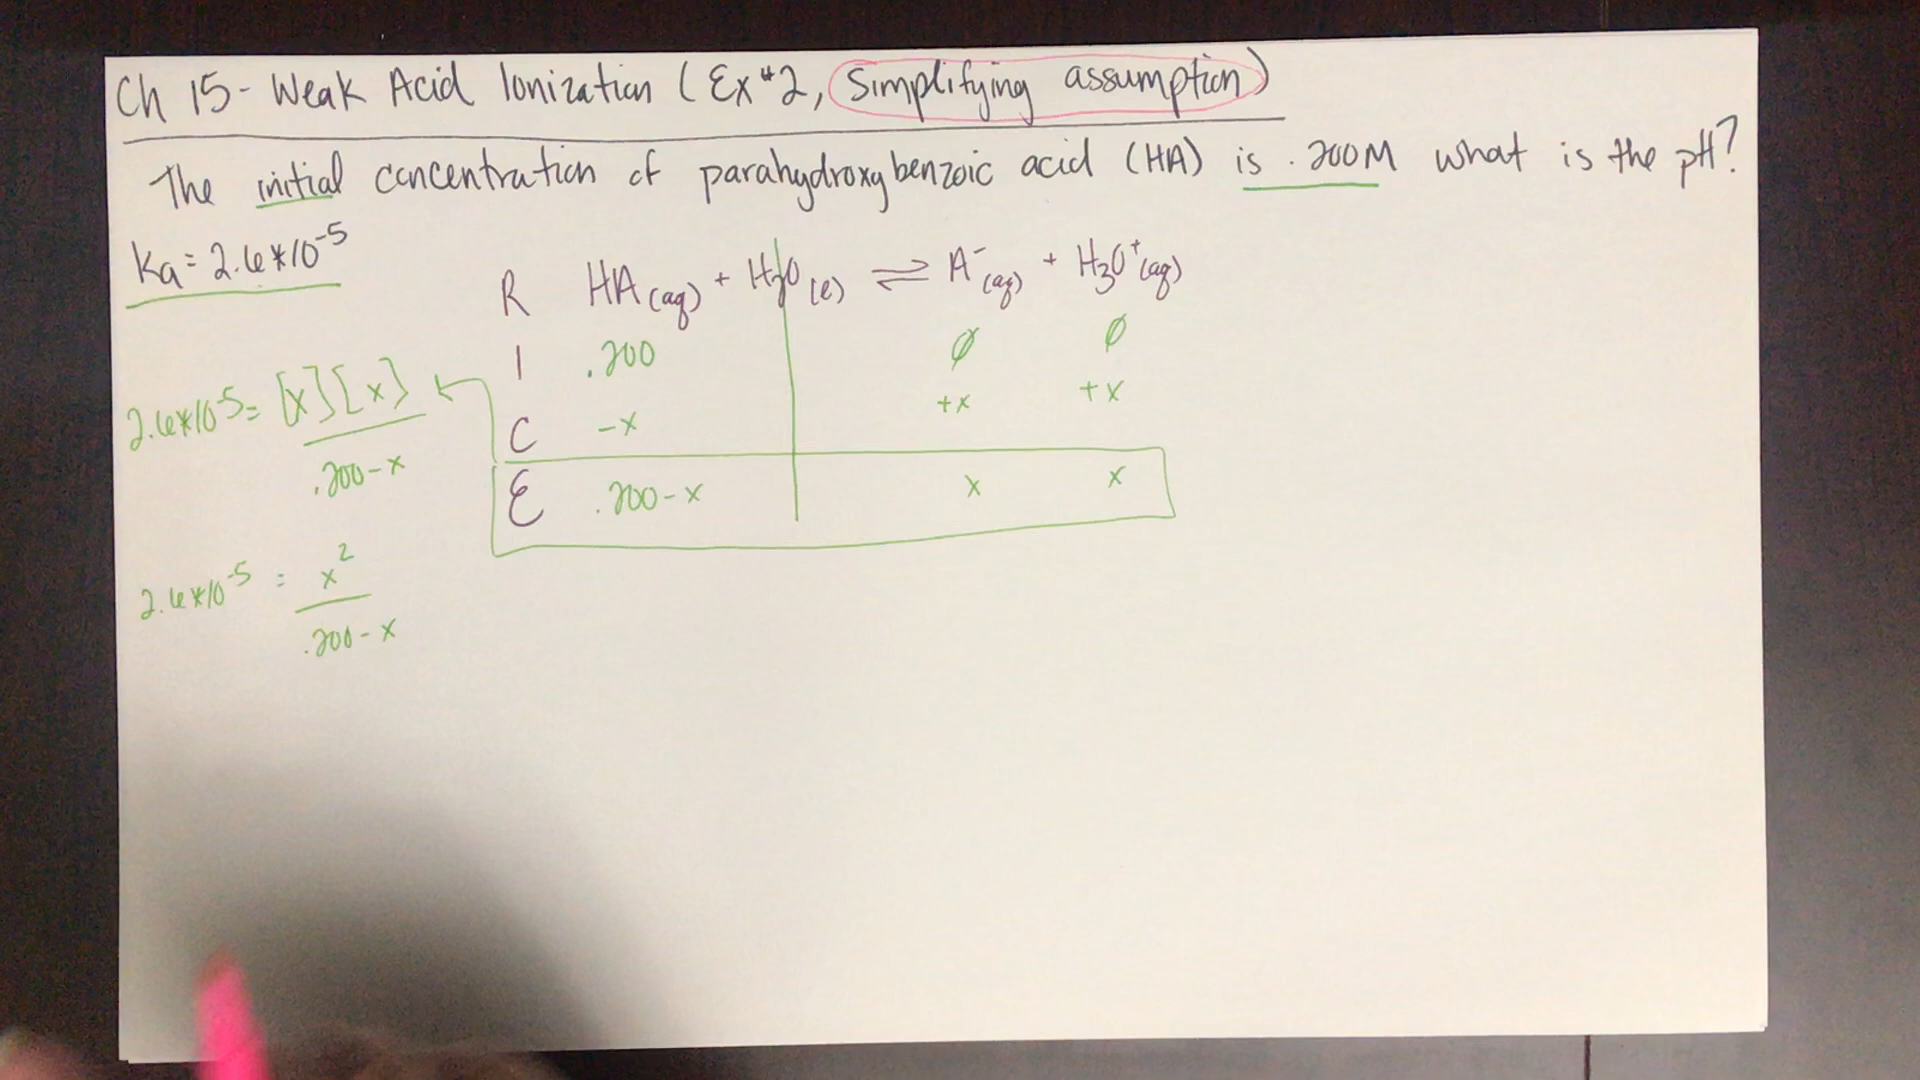 Ch 15- Weak Acid Ionization (Ex #2, Simplifying assumption)
The initial concentration of parahydroxybenzoic acid (HA) is .200M what is the pH?
Ka = 2.6*10⁻⁵
R HA(aq) + H₂O(l) ⇌ A⁻(aq) + H₃O⁺(aq)
I .200 ∅ ∅
C -x +x +x
E .200-x x x
2.6*10⁻⁵ = [x][x]
.200-x
2.6*10⁻⁵ = x²
.200-x